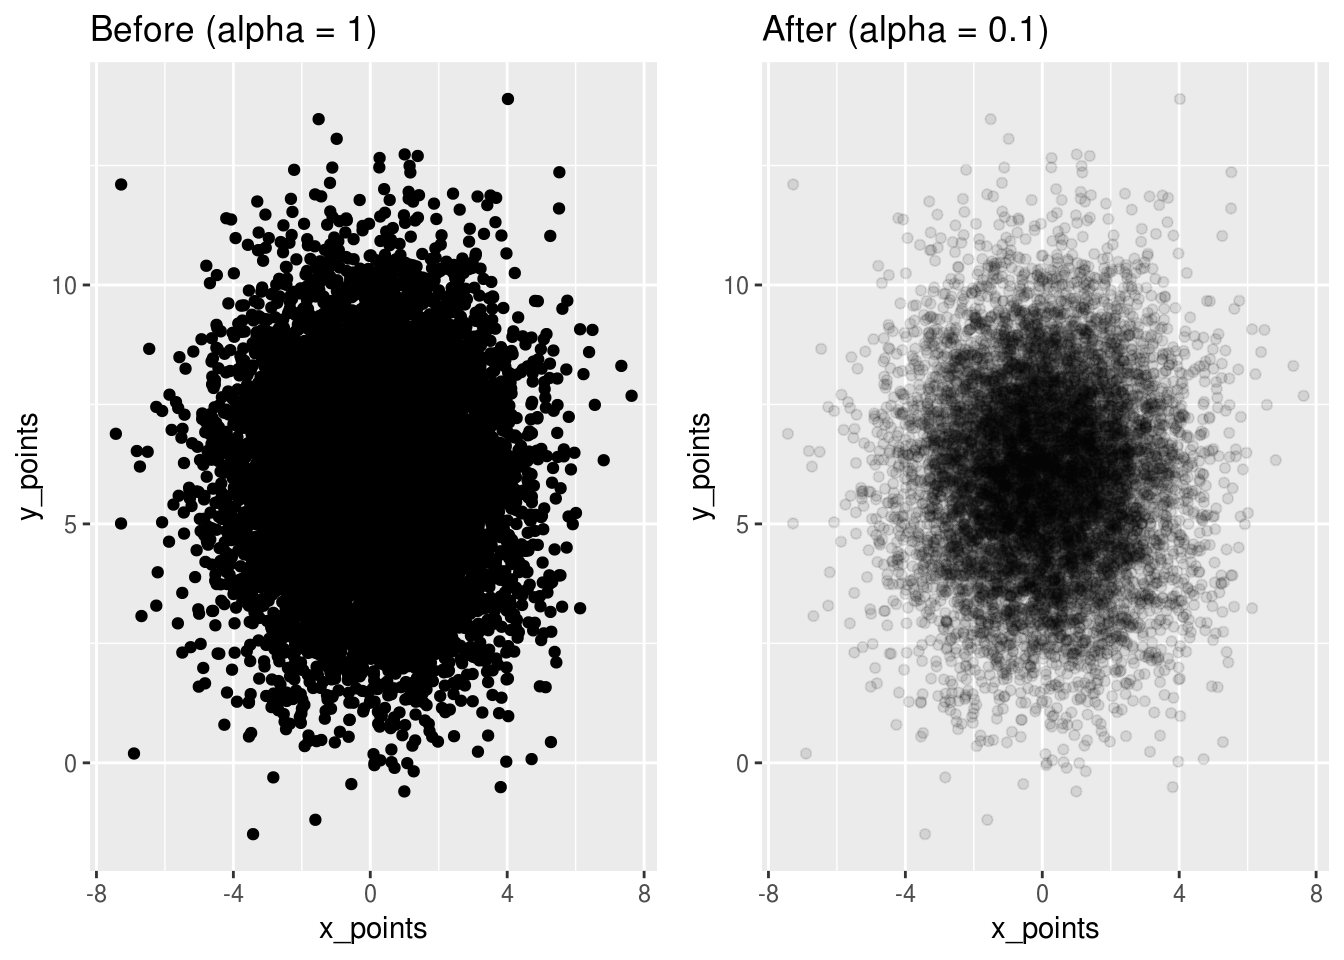 Before (alpha = 1)
y_points
10
5
0
-8 -4 0 4 8
x_points
After (alpha = 0.1)
y_points
10
5
0
-8 -4 0 4 8
x_points